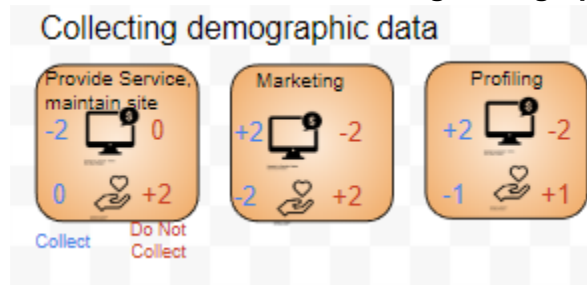 Collecting demographic data
Provide Service,
maintain site
-2 0
0 +2
Marketing
+2 -2
-2 +2
Profiling
+2 -2
-1 +1
Collect
Do Not
Collect